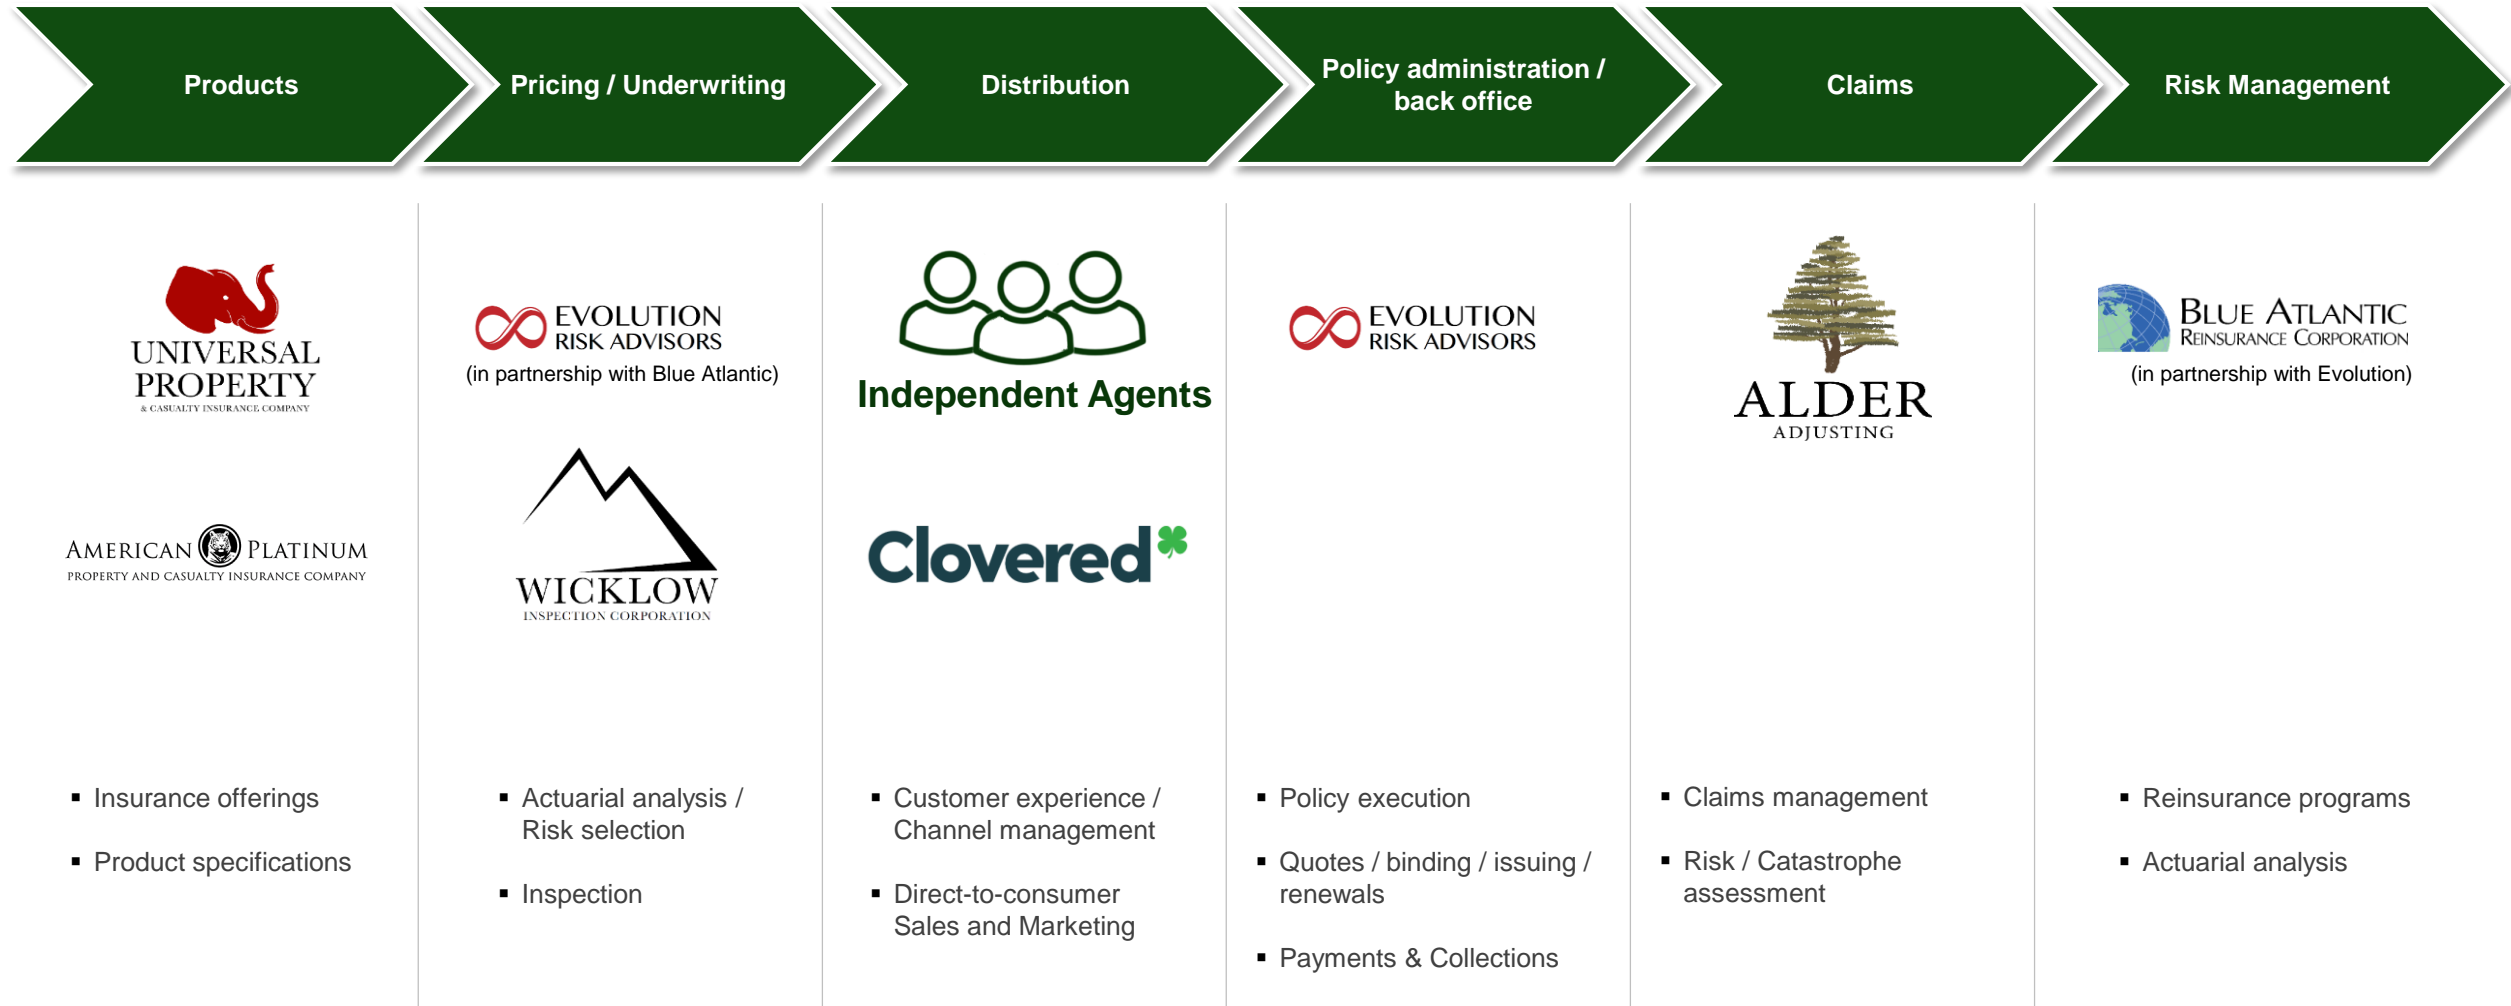 Products
Pricing / Underwriting
Distribution
Policy administration /
back office
Claims
Risk Management
UNIVERSAL
PROPERTY
& CASUALTY INSURANCE COMPANY
AMERICAN PLATINUM
PROPERTY AND CASUALTY INSURANCE COMPANY
▪ Insurance offerings
▪ Product specifications
EVOLUTION
RISK ADVISORS
(in partnership with Blue Atlantic)
WICKLOW
INSPECTION CORPORATION
▪ Actuarial analysis /
Risk selection
▪ Inspection
Independent Agents
Clovered
▪ Customer experience /
Channel management
▪ Direct-to-consumer
Sales and Marketing
EVOLUTION
RISK ADVISORS
▪ Policy execution
▪ Quotes / binding / issuing /
renewals
▪ Payments & Collections
ALDER
ADJUSTING
▪ Claims management
▪ Risk / Catastrophe
assessment
BLUE ATLANTIC
REINSURANCE CORPORATION
(in partnership with Evolution)
▪ Reinsurance programs
▪ Actuarial analysis